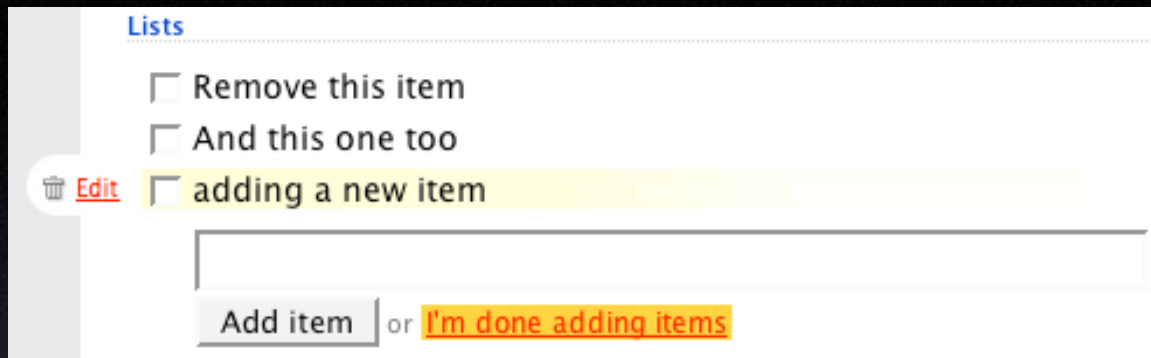 Lists
Remove this item
And this one too
Edit adding a new item
Add item or I'm done adding items